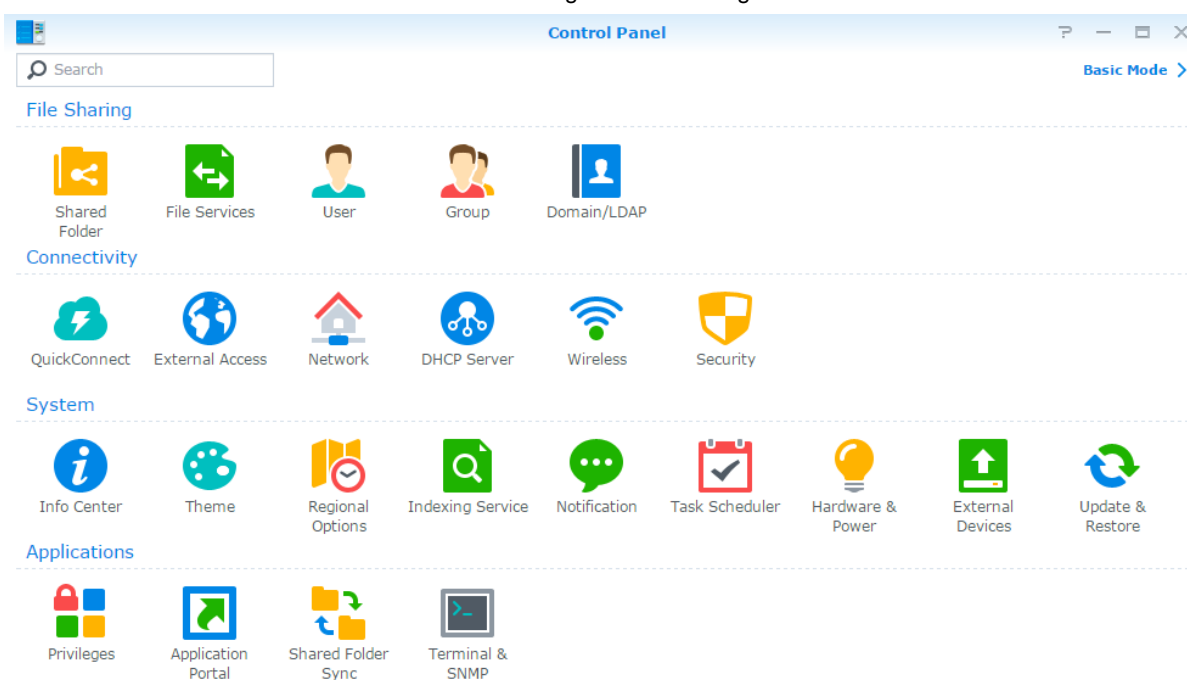 Control Panel
Search
Basic Mode
File Sharing
Shared Folder
File Services
User
Group
Domain/LDAP
Connectivity
QuickConnect
External Access
Network
DHCP Server
Wireless
Security
System
Info Center
Theme
Regional Options
Indexing Service
Notification
Task Scheduler
Hardware & Power
External Devices
Update & Restore
Applications
Privileges
Application Portal
Shared Folder Sync
Terminal & SNMP